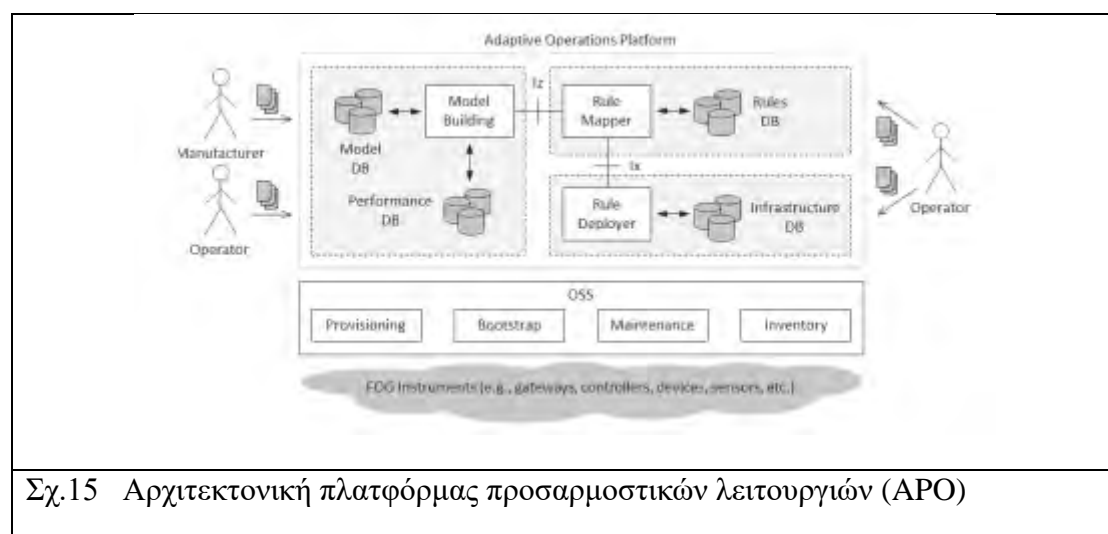 Adaptive Operations Platform
Manufacturer
Operator
Model
DB
Model
Building
Performance
DB
Iz
Rule
Mapper
Rules
DB
Ix
Rule
Deployer
Infrastructure
DB
Operator
OSS
Provisioning
Bootstrap
Maintenance
Inventory
FOG Instruments (e.g., gateways, controllers, devices, sensors, etc.)
Σχ.15 Αρχιτεκτονική πλατφόρμας προσαρμοστικών λειτουργιών (APO)